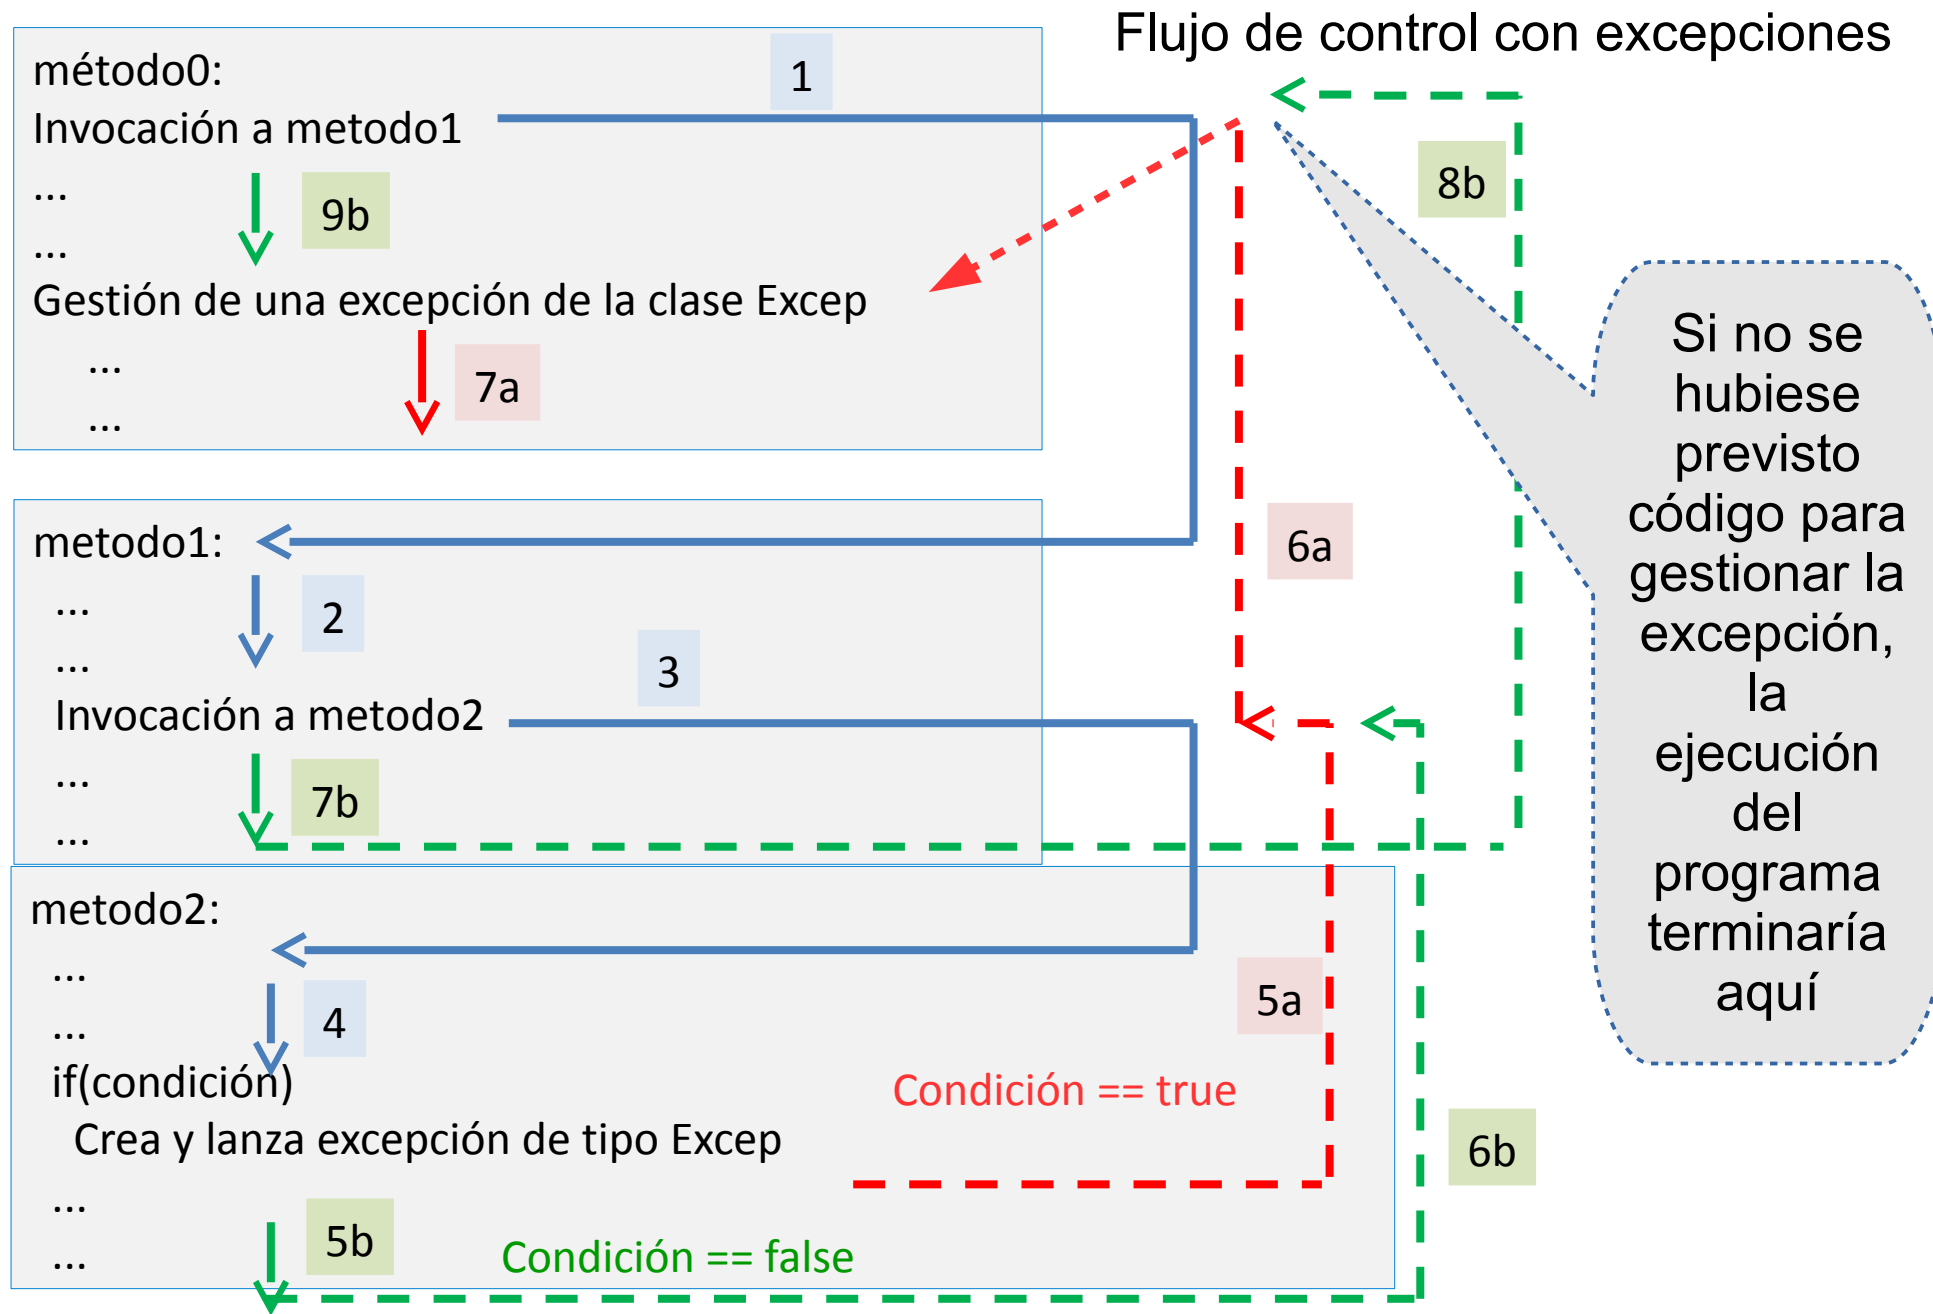 Flujo de control con excepciones
método0:
1
Invocación a metodo1
...
9b
8b
...
Gestión de una excepción de la clase Excep
...
7a
...
metodo1:
6a
...
2
...
3
Invocación a metodo2
...
7b
...
metodo2:
...
5a
...
4
if(condición)
Condición == true
Crea y lanza excepción de tipo Excep
6b
...
5b
...
Condición == false
Si no se
hubiese
previsto
código para
gestionar la
excepción,
la
ejecución
del
programa
terminaría
aquí